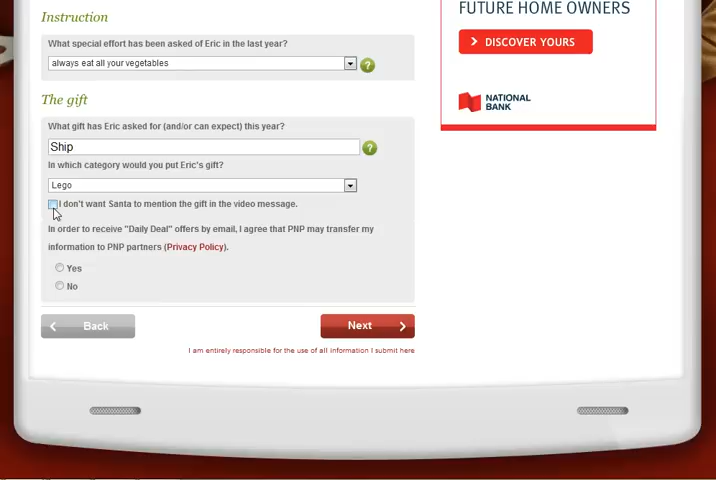 Instruction
What special effort has been asked of Eric in the last year?
always eat all your vegetables
?
The gift
What gift has Eric asked for (and/or can expect) this year?
Ship
?
In which category would you put Eric's gift?
Lego
I don't want Santa to mention the gift in the video message.
In order to receive "Daily Deal" offers by email, I agree that PNP may transfer my
information to PNP partners (Privacy Policy).
Yes
No
Back
Next
I am entirely responsible for the use of all information I submit here
FUTURE HOME OWNERS
DISCOVER YOURS
NATIONAL
BANK